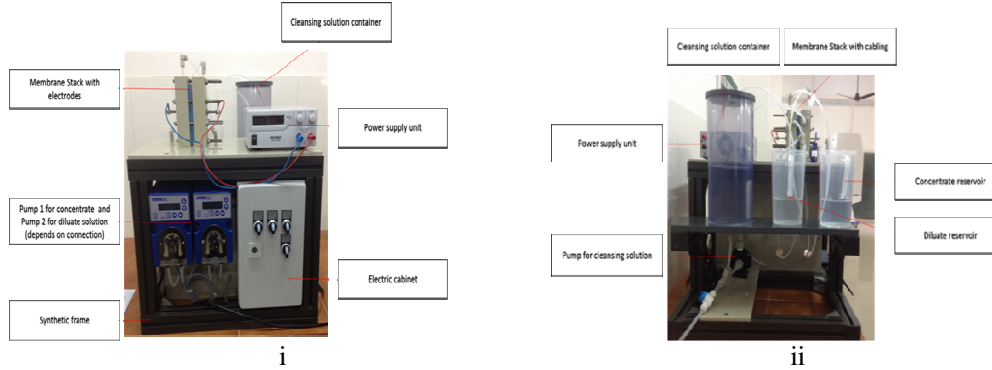 Cleansing solution container
Membrane Stack with
electrodes
Power supply unit
Pump 1 for concentrate and
Pump 2 for diluate solution
(depends on connection)
Electric cabinet
Synthetic frame
i
Cleansing solution container
Membrane Stack with cabling
Power supply unit
Concentrate reservoir
Diluate reservoir
Pump for cleansing solution
ii